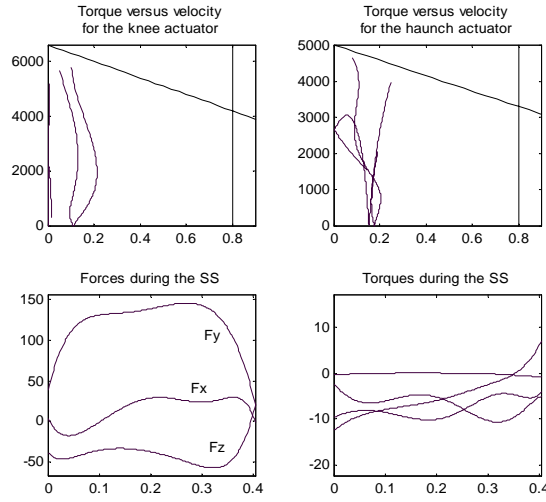 Torque versus velocity
for the knee actuator
6000
4000
2000
0
0 0.2 0.4 0.6 0.8
Torque versus velocity
for the haunch actuator
5000
4000
3000
2000
1000
0
0 0.2 0.4 0.6 0.8
Forces during the SS
150
100
50
0
-50
Fy
Fx
Fz
0 0.1 0.2 0.3 0.4
Torques during the SS
10
0
-10
-20
0 0.1 0.2 0.3 0.4